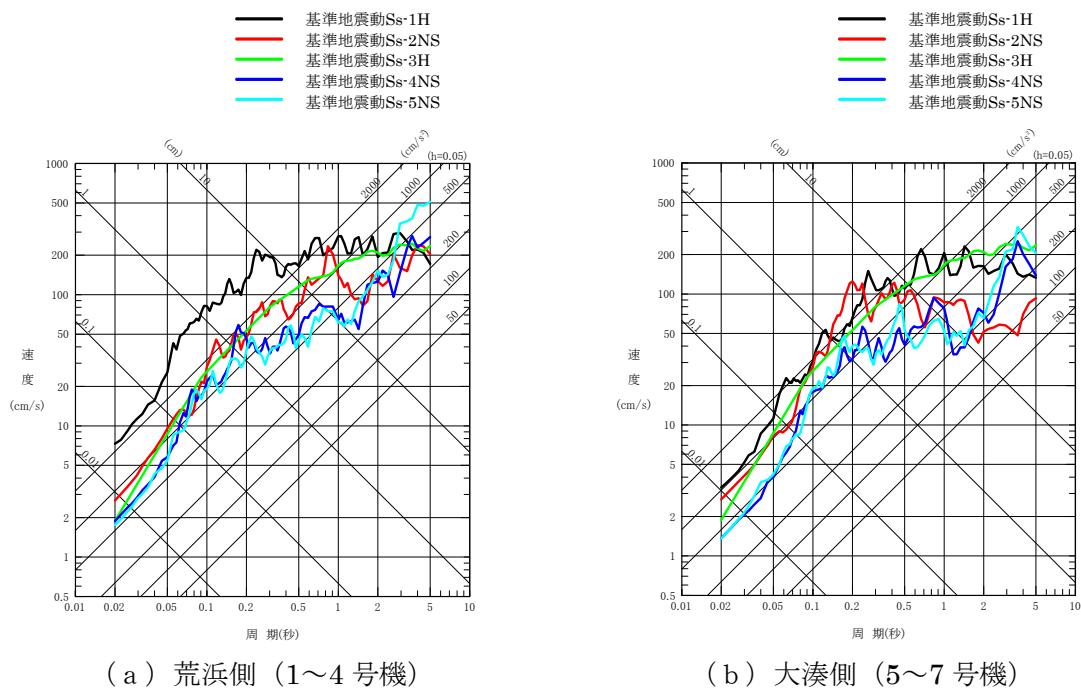 基準地震動Ss-1H
基準地震動Ss-2NS
基準地震動Ss-3H
基準地震動Ss-4NS
基準地震動Ss-5NS
(cm)
(cm/s²)
(h=0.05)
1000
500
200
100
50
20
10
5
2
1
0.5
0.01
0.02
0.05
0.1
0.2
0.5
1
2
5
10
1
0.1
0.01
10
2000
1000
500
200
100
50
速
度
(cm/s)
周 期(秒)
(a)荒浜側(1~4 号機)
基準地震動Ss-1H
基準地震動Ss-2NS
基準地震動Ss-3H
基準地震動Ss-4NS
基準地震動Ss-5NS
(cm)
(cm/s²)
(h=0.05)
1000
500
200
100
50
20
10
5
2
1
0.5
0.01
0.02
0.05
0.1
0.2
0.5
1
2
5
10
1
0.1
0.01
10
2000
1000
500
200
100
50
速
度
(cm/s)
周 期(秒)
(b)大湊側(5~7 号機)